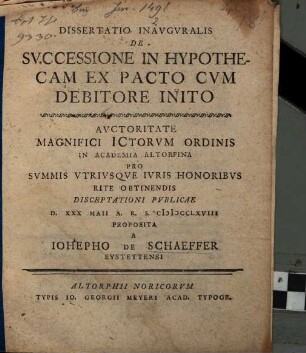 DISSERTATIO INAVGVRALIS
DE
SVCCESSIONE IN HYPOTHE-
CAM EX PACTO CVM
DEBITORE INITO
AVCTORITATE
MAGNIFICI ICTORVM ORDINIS
IN ACADEMIA ALTORFINA
PRO
SVMMIS VTRIVSQVE IVRIS HONORIBVS
RITE OBTINENDIS
DISCEPTATIONI PVBLICAE
D. XXX MAII A. R. S. CIƆIƆCCLXVIII
PROPOSITA
A
IOHEPHO DE SCHAEFFER
EYSTETTENSI
ALTORPHII NORICORVM
TYPIS IO. GEORGII MEYERI ACAD. TYPOGR.